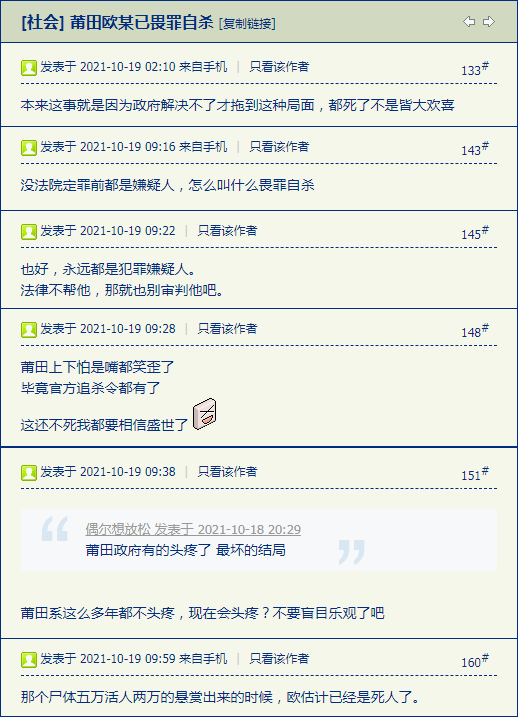 [社会] 莆田欧某已畏罪自杀 [复制链接]
发表于 2021-10-19 02:10 来自手机 | 只看该作者 133#
本来这事就是因为政府解决不了才拖到这种局面，都死了不是皆大欢喜
发表于 2021-10-19 09:16 来自手机 | 只看该作者 143#
没法院定罪前都是嫌疑人，怎么叫什么畏罪自杀
发表于 2021-10-19 09:22 | 只看该作者 145#
也好，永远都是犯罪嫌疑人。
法律不帮他，那就也别审判他吧。
发表于 2021-10-19 09:28 | 只看该作者 148#
莆田上下怕是嘴都笑歪了
毕竟官方追杀令都有了
这还不死我都要相信盛世了
发表于 2021-10-19 09:38 | 只看该作者 151#
偶尔想放松 发表于 2021-10-18 20:29
莆田政府有的头疼了 最坏的结局
莆田系这么多年都不头疼，现在会头疼？不要盲目乐观了吧
发表于 2021-10-19 09:59 来自手机 | 只看该作者 160#
那个尸体五万活人两万的悬赏出来的时候，欧估计已经是死人了。